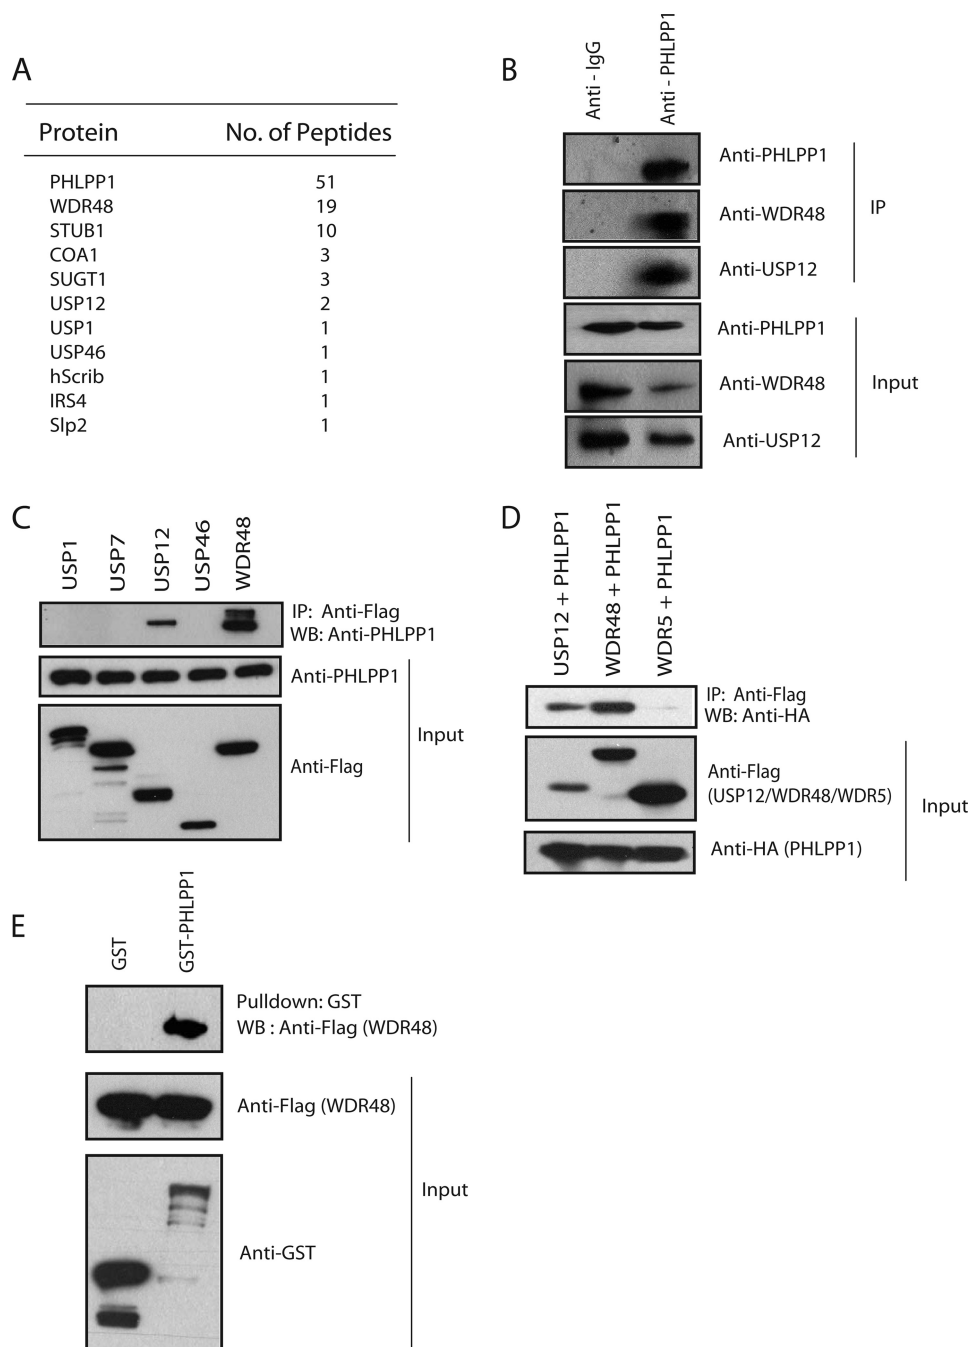 A
Protein No. of Peptides
PHLPP1 51
WDR48 19
STUB1 10
COA1 3
SUGT1 3
USP12 2
USP1 1
USP46 1
hScrib 1
IRS4 1
Slp2 1
B
Anti - IgG
Anti - PHLPP1
Anti-PHLPP1
Anti-WDR48
Anti-USP12
IP
Anti-PHLPP1
Anti-WDR48
Anti-USP12
Input
C
USP1
USP7
USP12
USP46
WDR48
IP: Anti-Flag
WB: Anti-PHLPP1
Anti-PHLPP1
Anti-Flag
Input
D
USP12 + PHLPP1
WDR48 + PHLPP1
WDR5 + PHLPP1
IP: Anti-Flag
WB: Anti-HA
Anti-Flag
(USP12/WDR48/WDR5)
Anti-HA (PHLPP1)
Input
E
GST
GST-PHLPP1
Pulldown: GST
WB : Anti-Flag (WDR48)
Anti-Flag (WDR48)
Anti-GST
Input